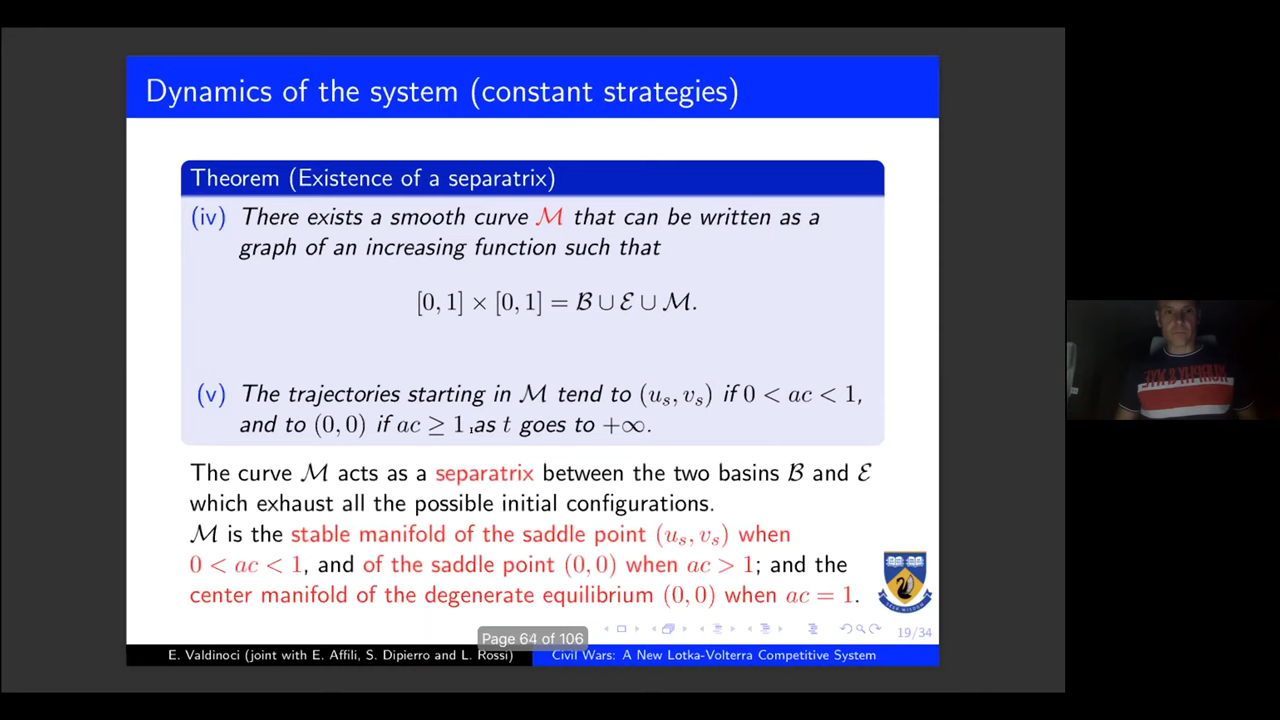 Dynamics of the system (constant strategies)
Theorem (Existence of a separatrix)
(iv) There exists a smooth curve ℳ that can be written as a
graph of an increasing function such that
[0, 1] × [0, 1] = ℬ ∪ ℰ ∪ ℳ.
(v) The trajectories starting in ℳ tend to (u_s, v_s) if 0 < ac < 1,
and to (0, 0) if ac ≥ 1 as t goes to +∞.
The curve ℳ acts as a separatrix between the two basins ℬ and ℰ
which exhaust all the possible initial configurations.
ℳ is the stable manifold of the saddle point (u_s, v_s) when
0 < ac < 1, and of the saddle point (0, 0) when ac > 1; and the
center manifold of the degenerate equilibrium (0, 0) when ac = 1.
Page 64 of 106
19/34
E. Valdinoci (joint with E. Affili, S. Dipierro and L. Rossi)
Civil Wars: A New Lotka-Volterra Competitive System